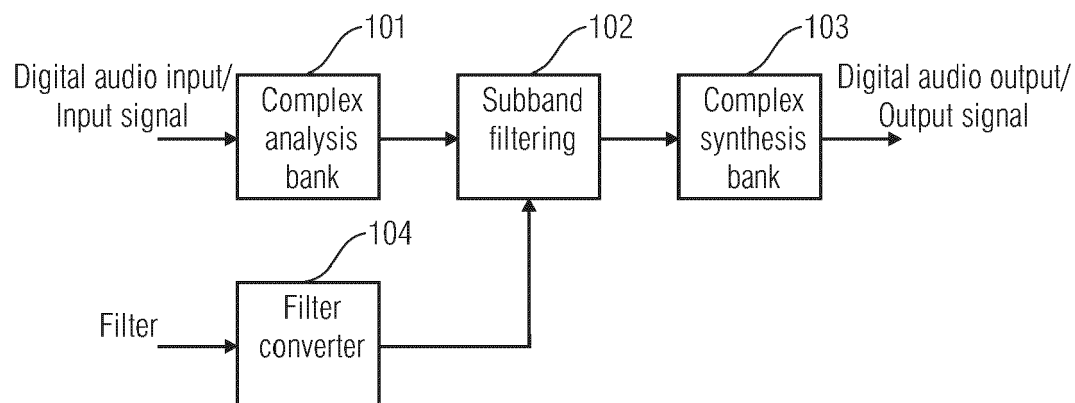 101
102
103
Digital audio input/
Input signal
Complex
analysis
bank
Subband
filtering
Complex
synthesis
bank
Digital audio output/
Output signal
104
Filter
Filter
converter